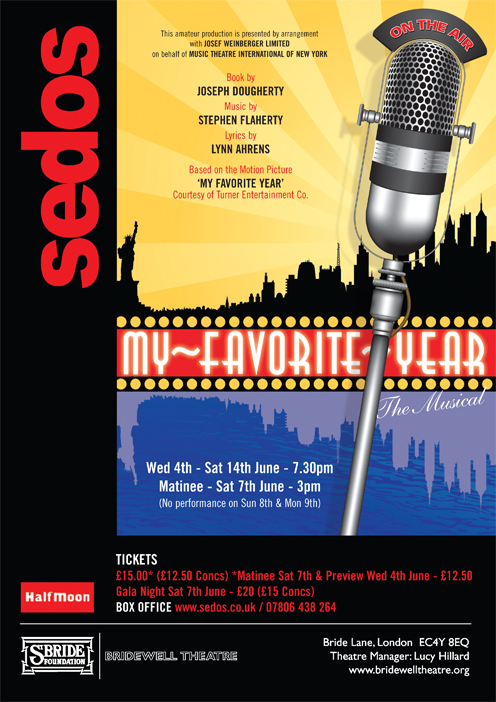 sedos
This amateur production is presented by arrangement
with JOSEF WEINBERGER LIMITED
on behalf of MUSIC THEATRE INTERNATIONAL OF NEW YORK
ON THE AIR
Book by
JOSEPH DOUGHERTY
Music by
STEPHEN FLAHERTY
Lyrics by
LYNN AHRENS
Based on the Motion Picture
'MY FAVORITE YEAR'
Courtesy of Turner Entertainment Co.
MY~FAVORITE~YEAR
The Musical
Wed 4th - Sat 14th June - 7.30pm
Matinee - Sat 7th June - 3pm
(No performance on Sun 8th & Mon 9th)
TICKETS
£15.00* (£12.50 Concs) *Matinee Sat 7th & Preview Wed 4th June - £12.50
Gala Night Sat 7th June - £20 (£15 Concs)
BOX OFFICE www.sedos.co.uk / 07806 438 264
HalfMoon
SBRIDE
FOUNDATION
BRIDEWELL THEATRE
Bride Lane, London EC4Y 8EQ
Theatre Manager: Lucy Hillard
www.bridewelltheatre.org